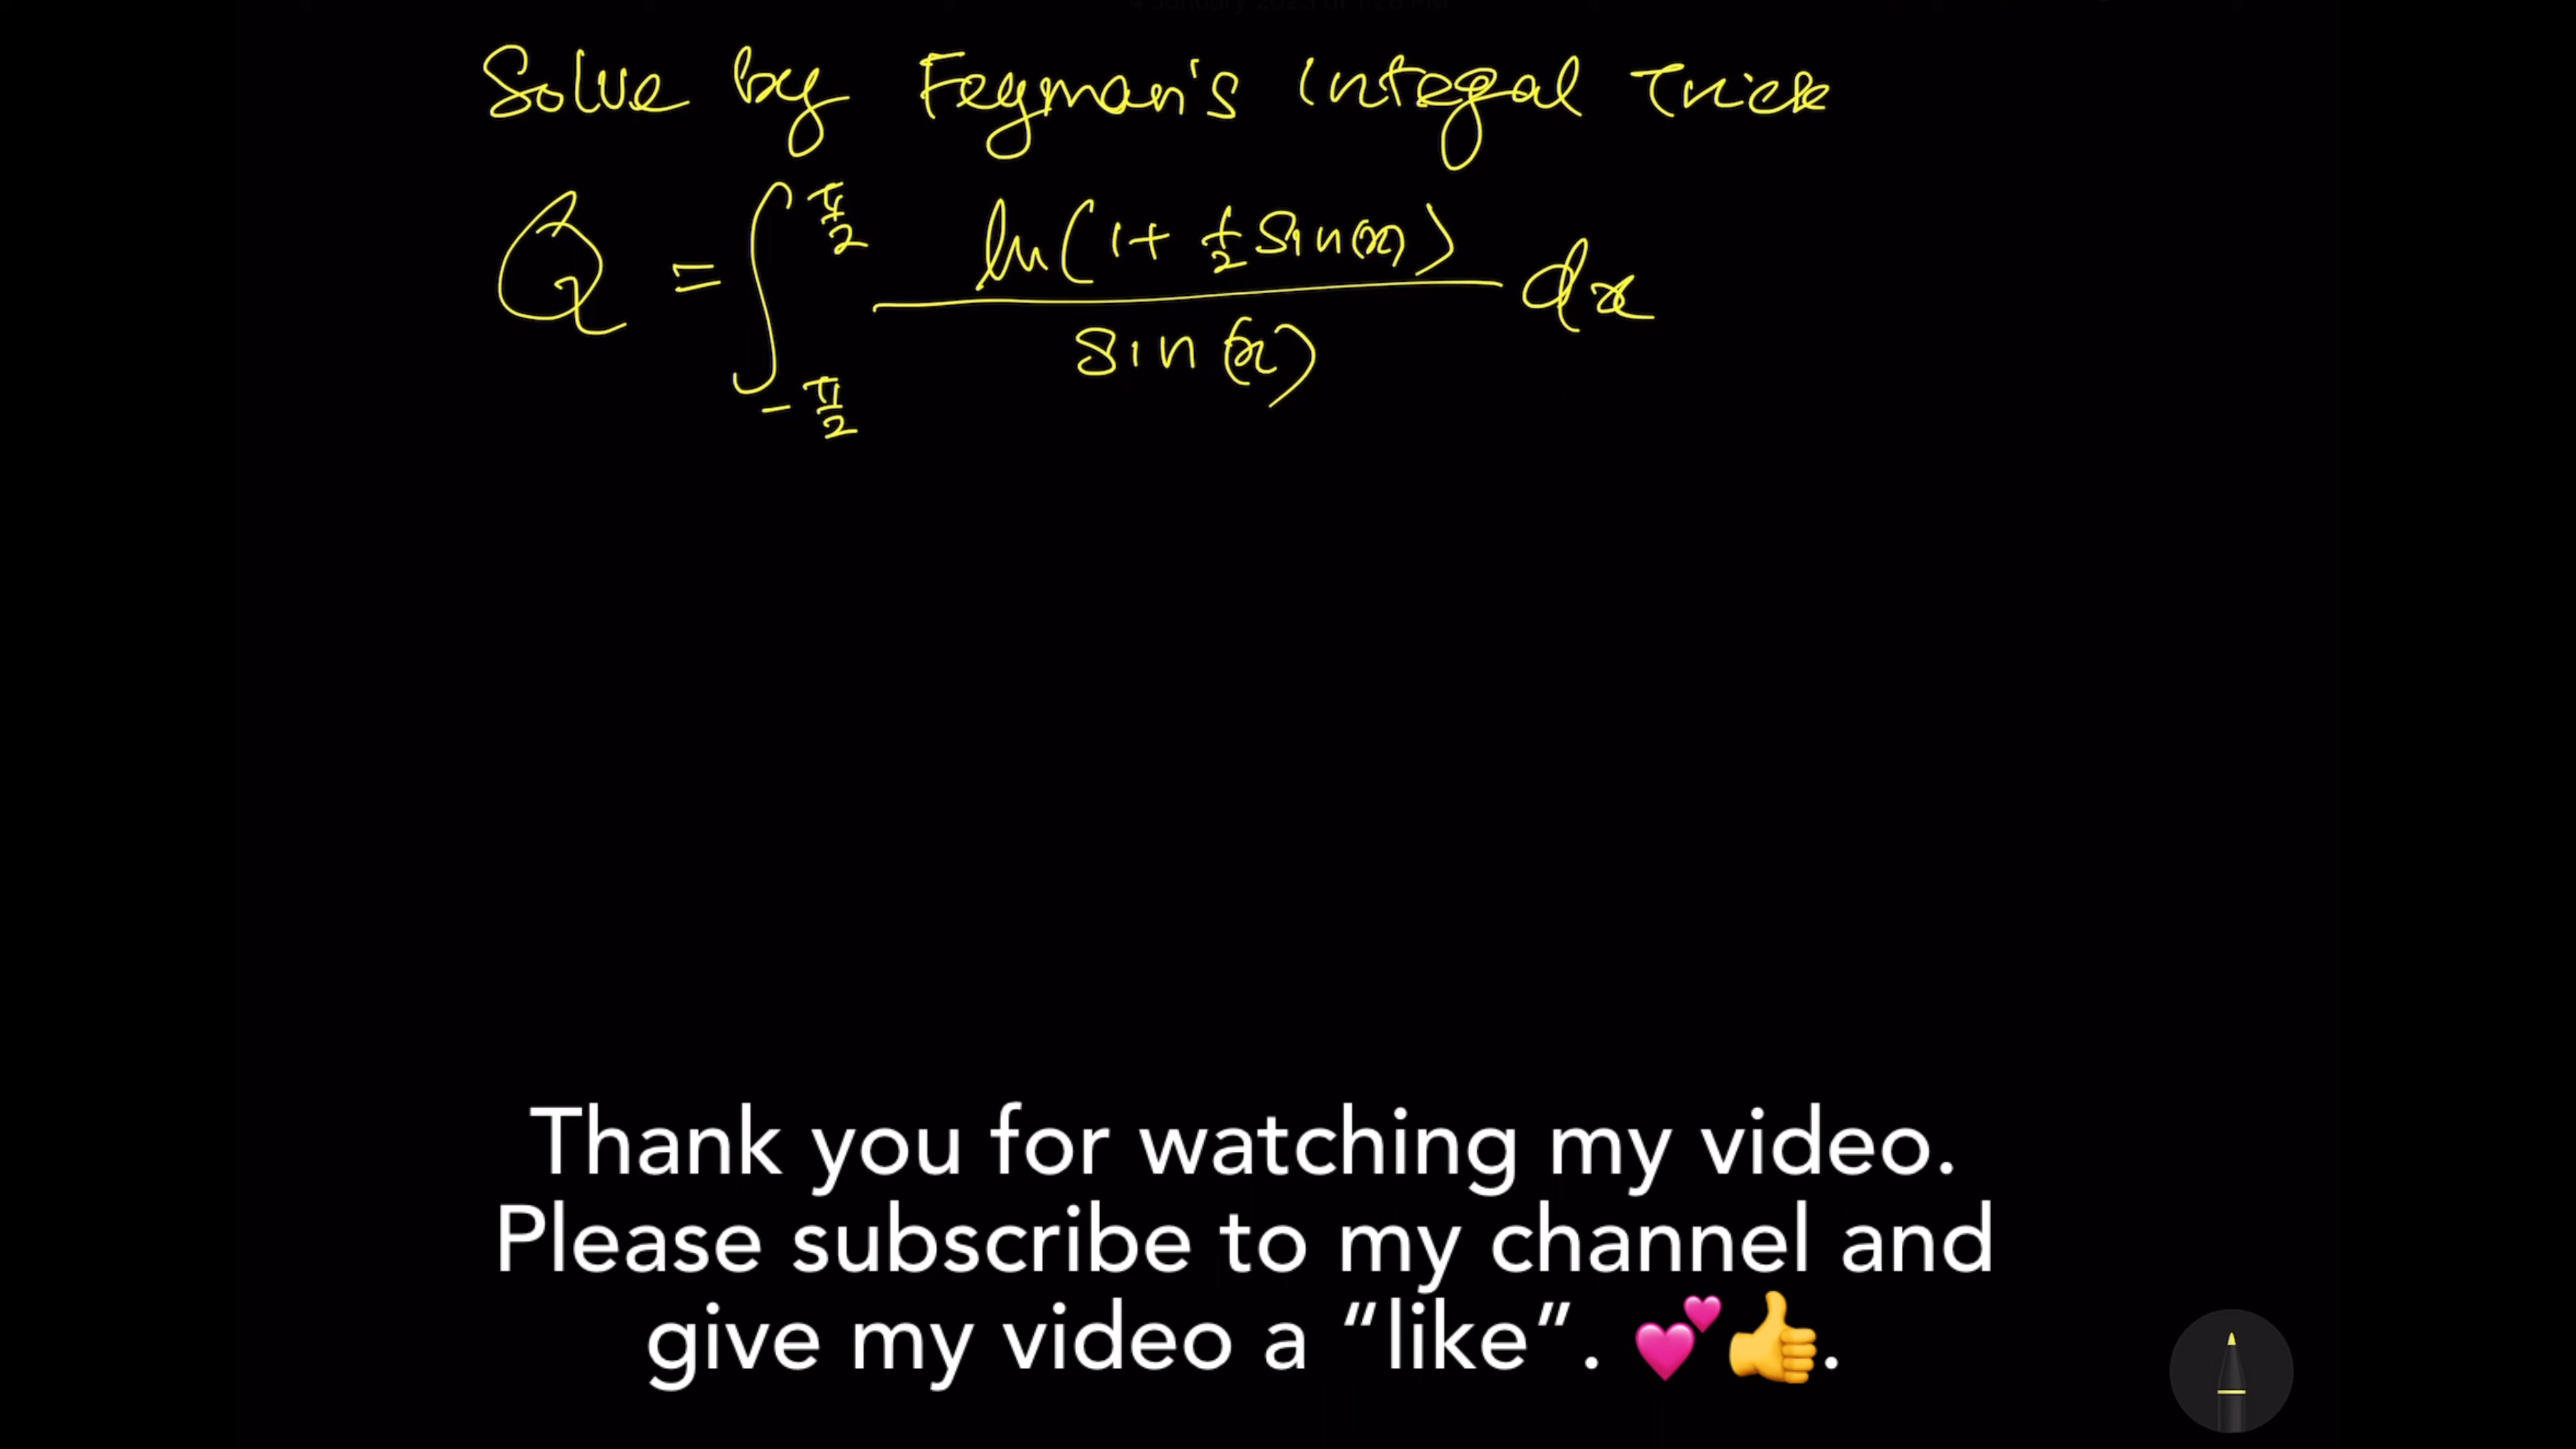 Solve by Feyman's Integal Trick
Q = ∫_{-π/2}^{π/2} ln(1+ 1/2 sin(x)) / sin(x) dx
Thank you for watching my video.
Please subscribe to my channel and
give my video a “like”. 💕👍.